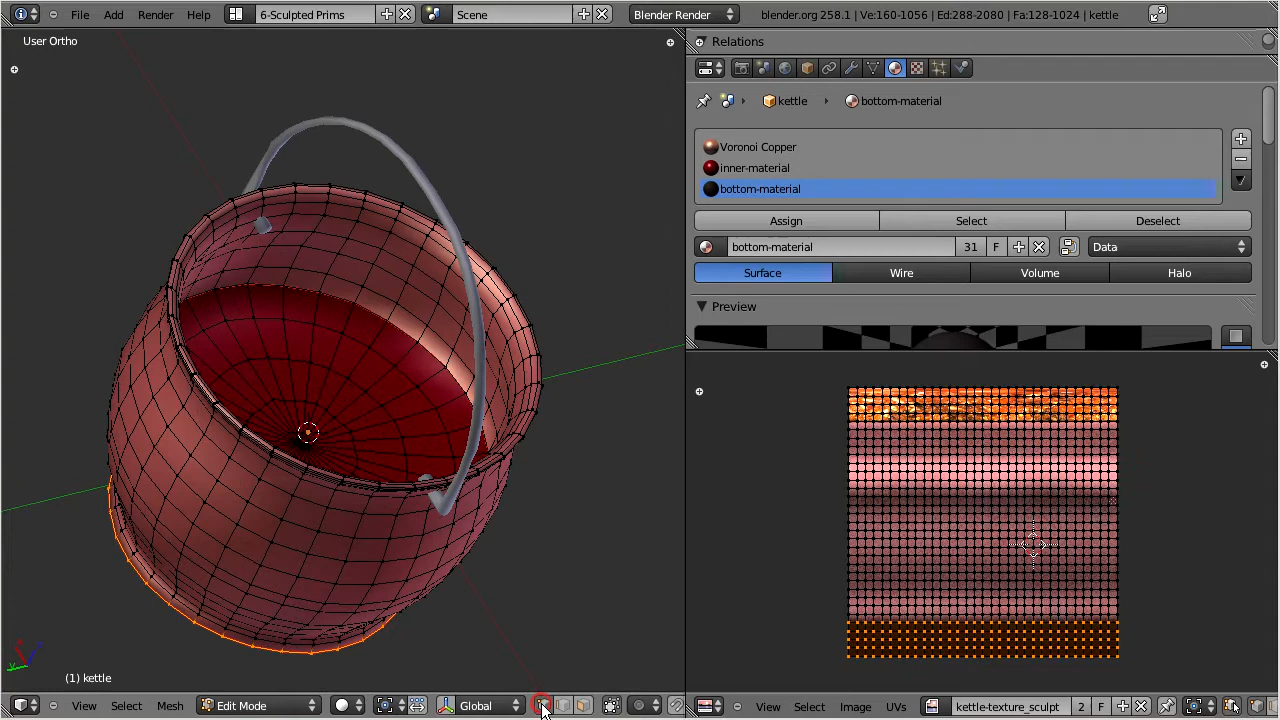 File Add Render Help 6-Sculpted Prims Scene Blender Render blender.org 258.1 | Ve:160-1056 | Ed:288-2080 | Fa:128-1024 | kettle
User Ortho
Relations
kettle bottom-material
Voronoi Copper
inner-material
bottom-material
Assign Select Deselect
bottom-material 31 F Data
Surface Wire Volume Halo
Preview
(1) kettle
View Select Mesh Edit Mode Global
View Select Image UVs kettle-texture_sculpt 2 F